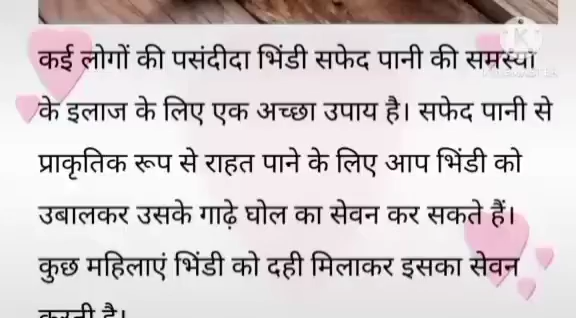 कई लोगों की पसंदीदा भिंडी सफेद पानी की समस्या
के इलाज के लिए एक अच्छा उपाय है। सफेद पानी से
प्राकृतिक रूप से राहत पाने के लिए आप भिंडी को
उबालकर उसके गाढ़े घोल का सेवन कर सकते हैं।
कुछ महिलाएं भिंडी को दही मिलाकर इसका सेवन
करती है।